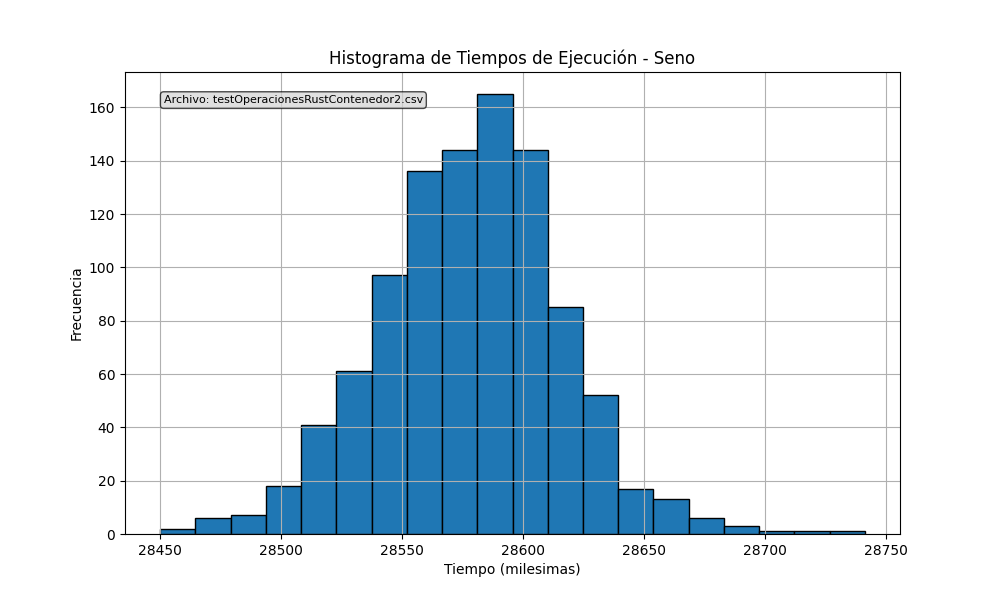 Histograma de Tiempos de Ejecución - Seno
Archivo: testOperacionesRustContenedor2.csv
Frecuencia
160
140
120
100
80
60
40
20
0
28450 28500 28550 28600 28650 28700 28750
Tiempo (milesimas)